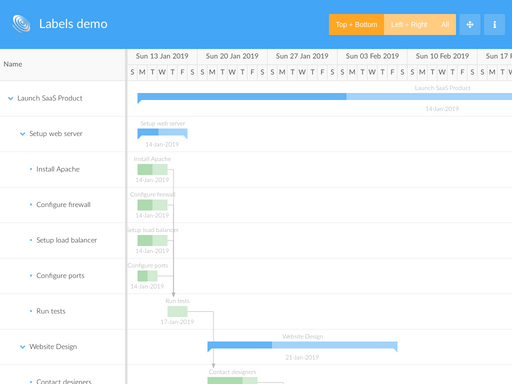 Labels demo
Top + Bottom
Left + Right
All
Name
Sun 13 Jan 2019
Sun 20 Jan 2019
Sun 27 Jan 2019
Sun 03 Feb 2019
Sun 10 Feb 2019
Sun 17
S M T W T F S S M T W T F S S M T W T F S S M T W T F S S M T W T F S S M T
Launch SaaS Product
Launch SaaS Product
14-Jan-2019
Setup web server
Setup web server
14-Jan-2019
Install Apache
Install Apache
14-Jan-2019
Configure firewall
Configure firewall
14-Jan-2019
Setup load balancer
Setup load balancer
14-Jan-2019
Configure ports
Configure ports
14-Jan-2019
Run tests
Run tests
17-Jan-2019
Website Design
Website Design
21-Jan-2019
Contact designers
Contact designers